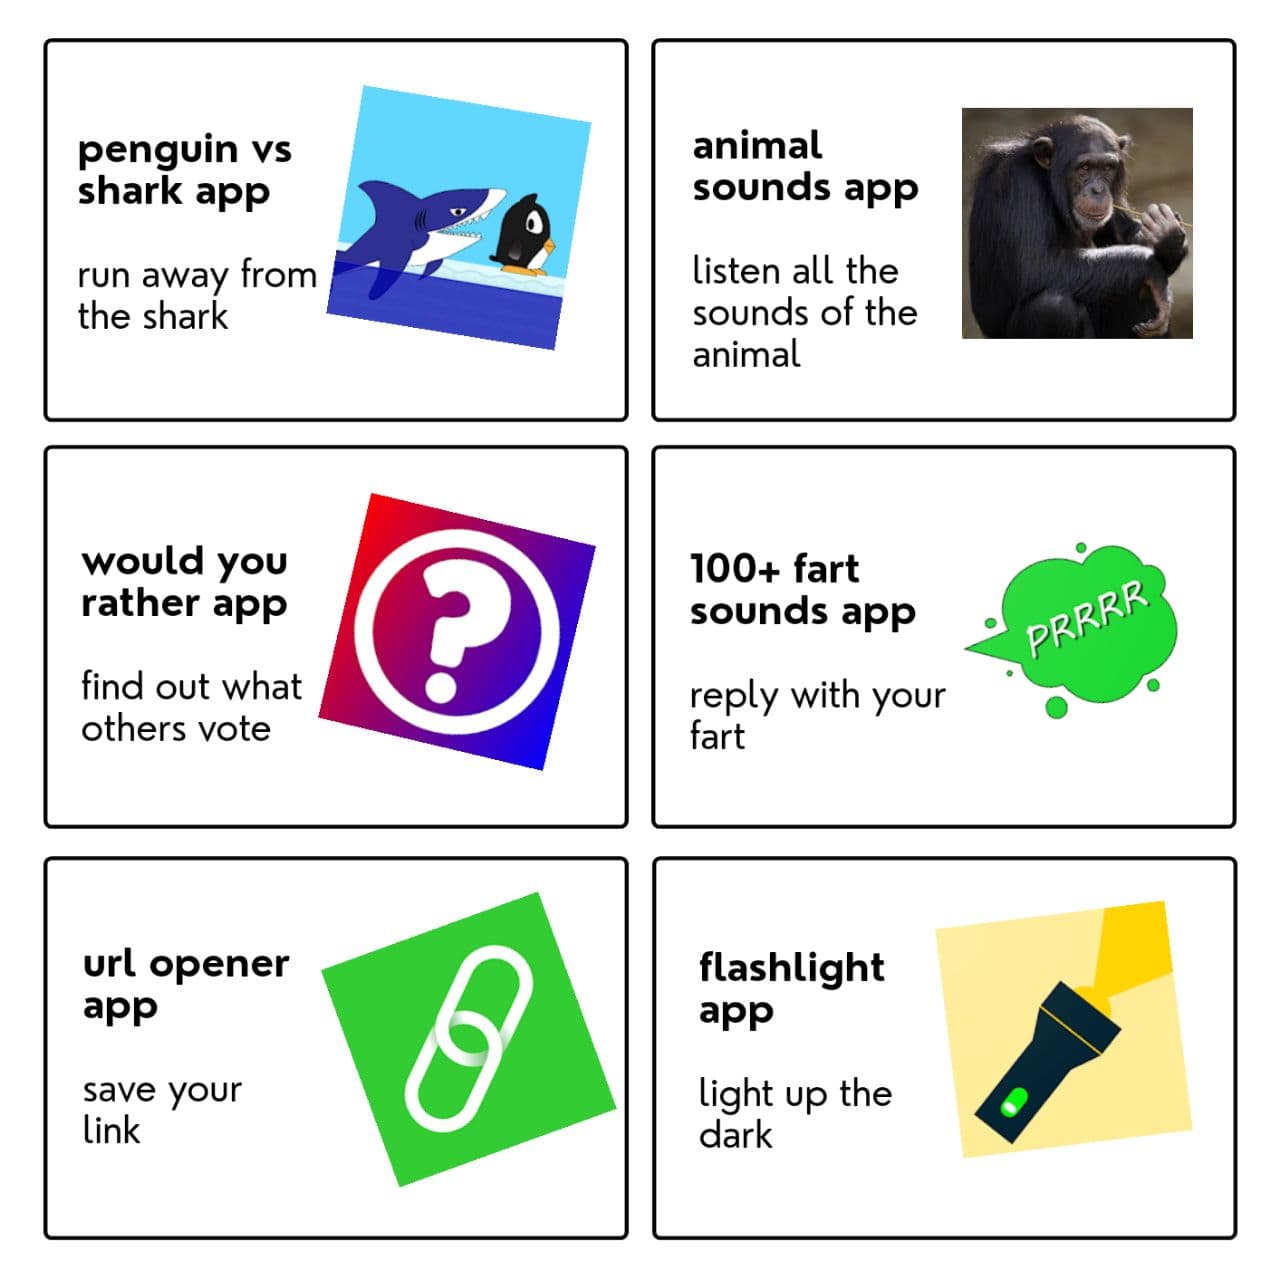 penguin vs
shark app
run away from
the shark
animal
sounds app
listen all the
sounds of the
animal
would you
rather app
find out what
others vote
100+ fart
sounds app
reply with your
fart
PRRRR
url opener
app
save your
link
flashlight
app
light up the
dark